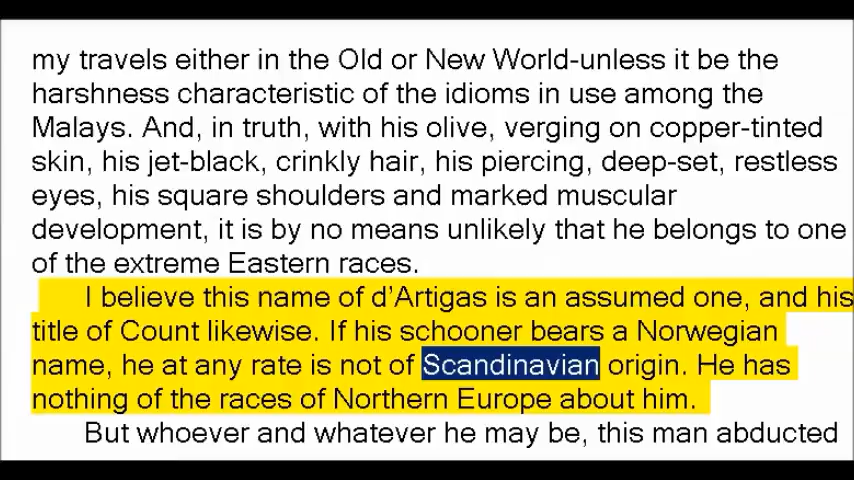 my travels either in the Old or New World-unless it be the
harshness characteristic of the idioms in use among the
Malays. And, in truth, with his olive, verging on copper-tinted
skin, his jet-black, crinkly hair, his piercing, deep-set, restless
eyes, his square shoulders and marked muscular
development, it is by no means unlikely that he belongs to one
of the extreme Eastern races.
I believe this name of d'Artigas is an assumed one, and his
title of Count likewise. If his schooner bears a Norwegian
name, he at any rate is not of Scandinavian origin. He has
nothing of the races of Northern Europe about him.
But whoever and whatever he may be, this man abducted